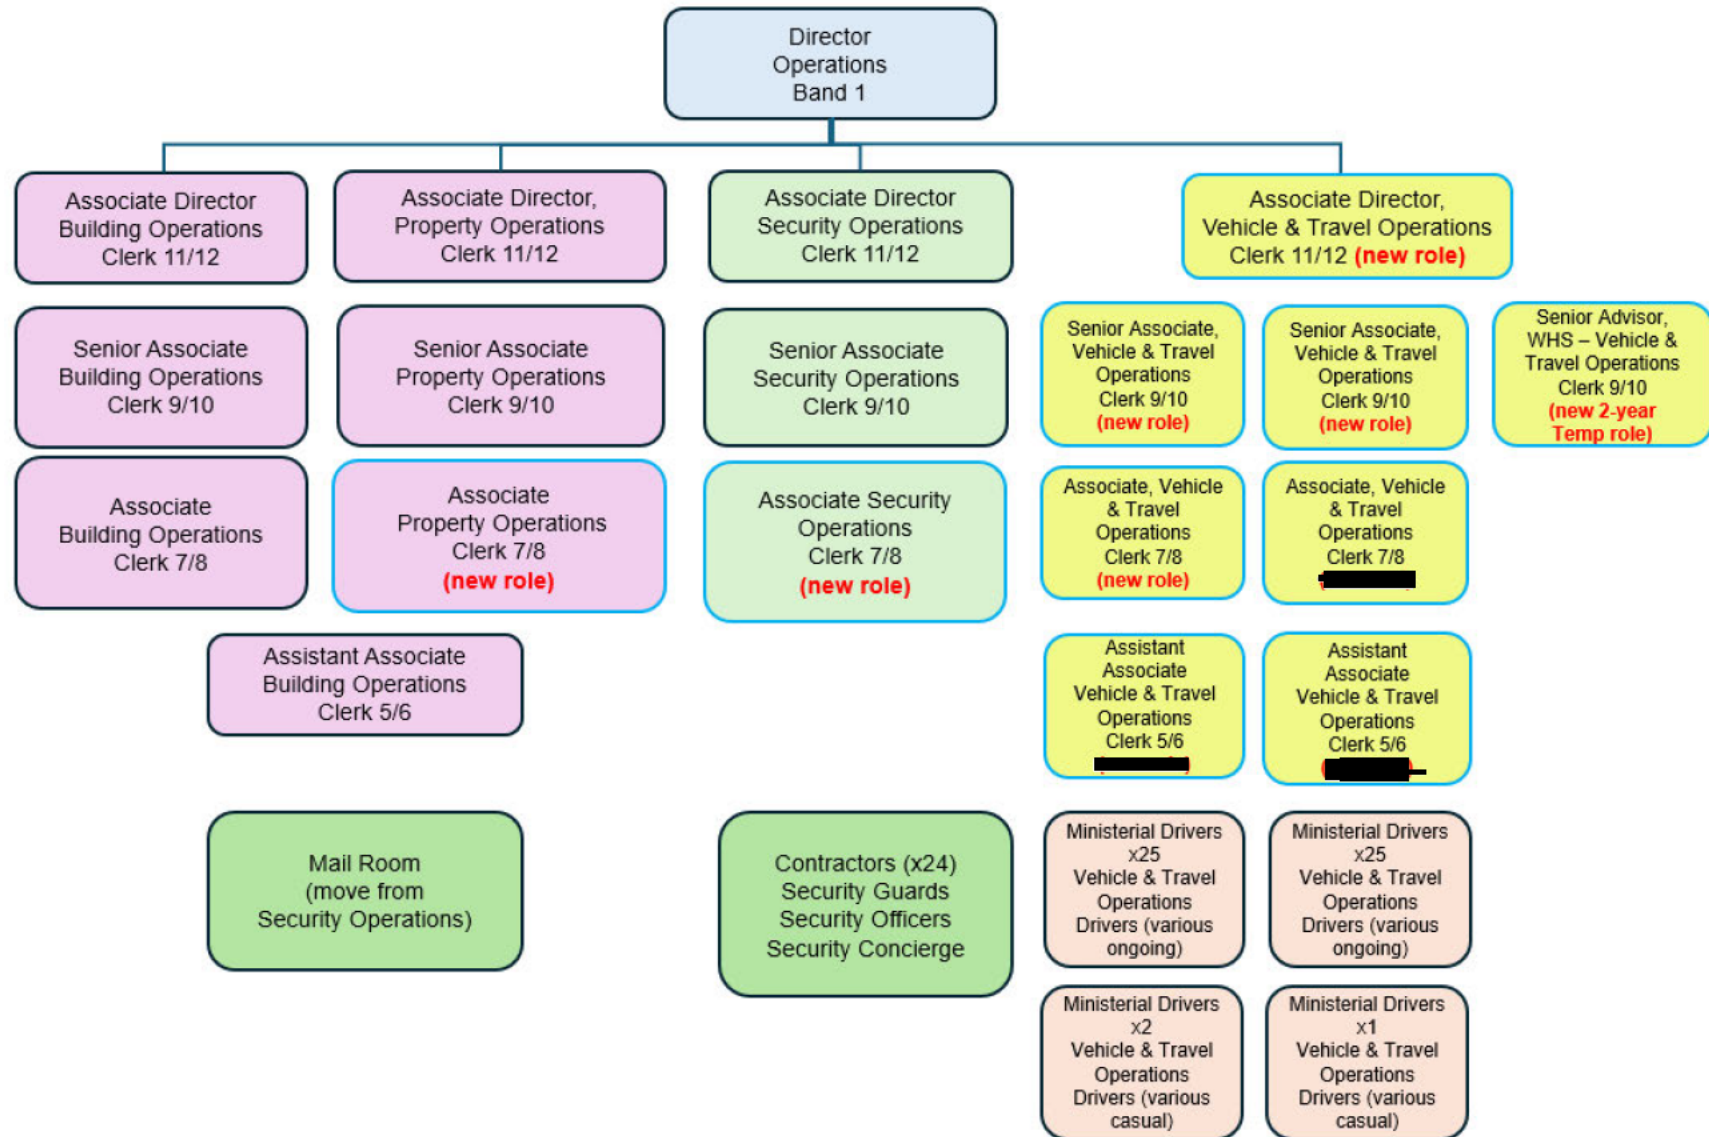 Director
Operations
Band 1
Associate Director
Building Operations
Clerk 11/12
Associate Director,
Property Operations
Clerk 11/12
Associate Director
Security Operations
Clerk 11/12
Associate Director,
Vehicle & Travel Operations
Clerk 11/12 (new role)
Senior Associate
Building Operations
Clerk 9/10
Senior Associate
Property Operations
Clerk 9/10
Senior Associate
Security Operations
Clerk 9/10
Senior Associate,
Vehicle & Travel
Operations
Clerk 9/10
(new role)
Senior Associate,
Vehicle & Travel
Operations
Clerk 9/10
(new role)
Senior Advisor,
WHS – Vehicle &
Travel Operations
Clerk 9/10
(new 2-year
Temp role)
Associate
Building Operations
Clerk 7/8
Associate
Property Operations
Clerk 7/8
(new role)
Associate Security
Operations
Clerk 7/8
(new role)
Associate, Vehicle
& Travel
Operations
Clerk 7/8
(new role)
Associate, Vehicle
& Travel
Operations
Clerk 7/8
Assistant Associate
Building Operations
Clerk 5/6
Assistant
Associate
Vehicle & Travel
Operations
Clerk 5/6
Assistant
Associate
Vehicle & Travel
Operations
Clerk 5/6
Mail Room
(move from
Security Operations)
Contractors (x24)
Security Guards
Security Officers
Security Concierge
Ministerial Drivers
x25
Vehicle & Travel
Operations
Drivers (various
ongoing)
Ministerial Drivers
x25
Vehicle & Travel
Operations
Drivers (various
ongoing)
Ministerial Drivers
x2
Vehicle & Travel
Operations
Drivers (various
casual)
Ministerial Drivers
x1
Vehicle & Travel
Operations
Drivers (various
casual)